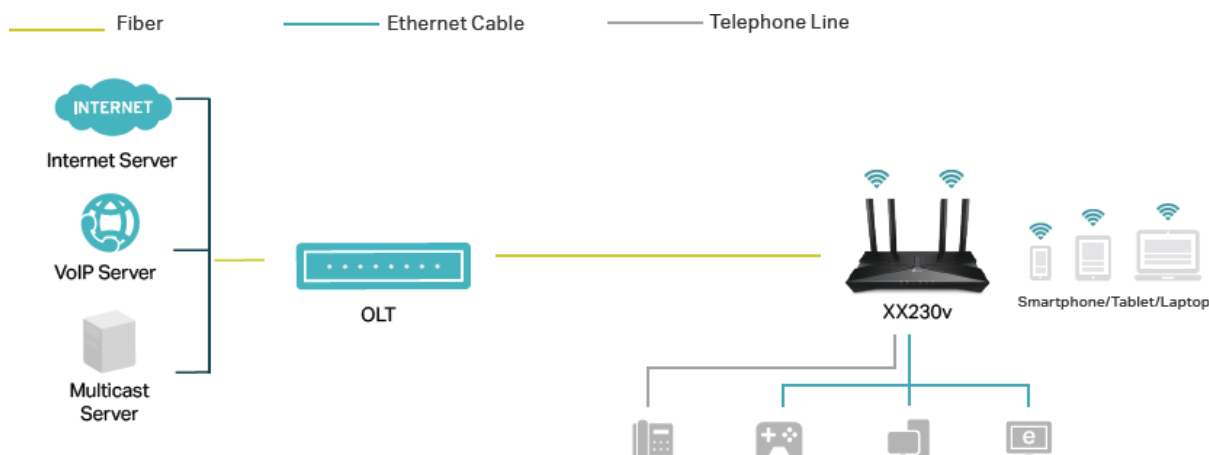 Fiber
Ethernet Cable
Telephone Line
INTERNET
Internet Server
VoIP Server
OLT
XX230v
Smartphone/Tablet/Laptop
Multicast
Server
e